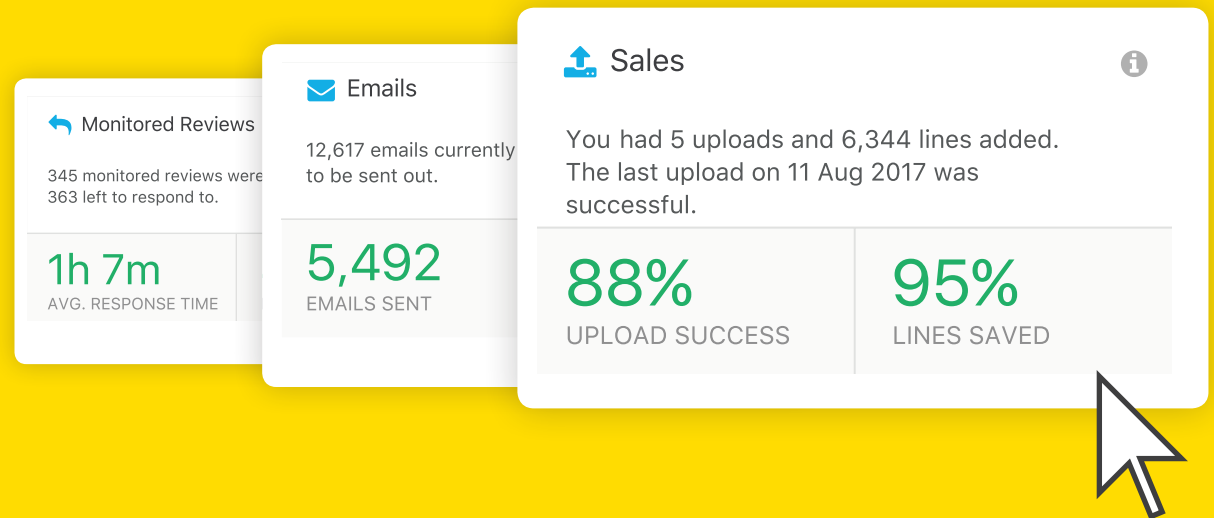 Monitored Reviews
345 monitored reviews were
363 left to respond to.
1h 7m
AVG. RESPONSE TIME
Emails
12,617 emails currently
to be sent out.
5,492
EMAILS SENT
Sales
You had 5 uploads and 6,344 lines added.
The last upload on 11 Aug 2017 was
successful.
88%
UPLOAD SUCCESS
95%
LINES SAVED